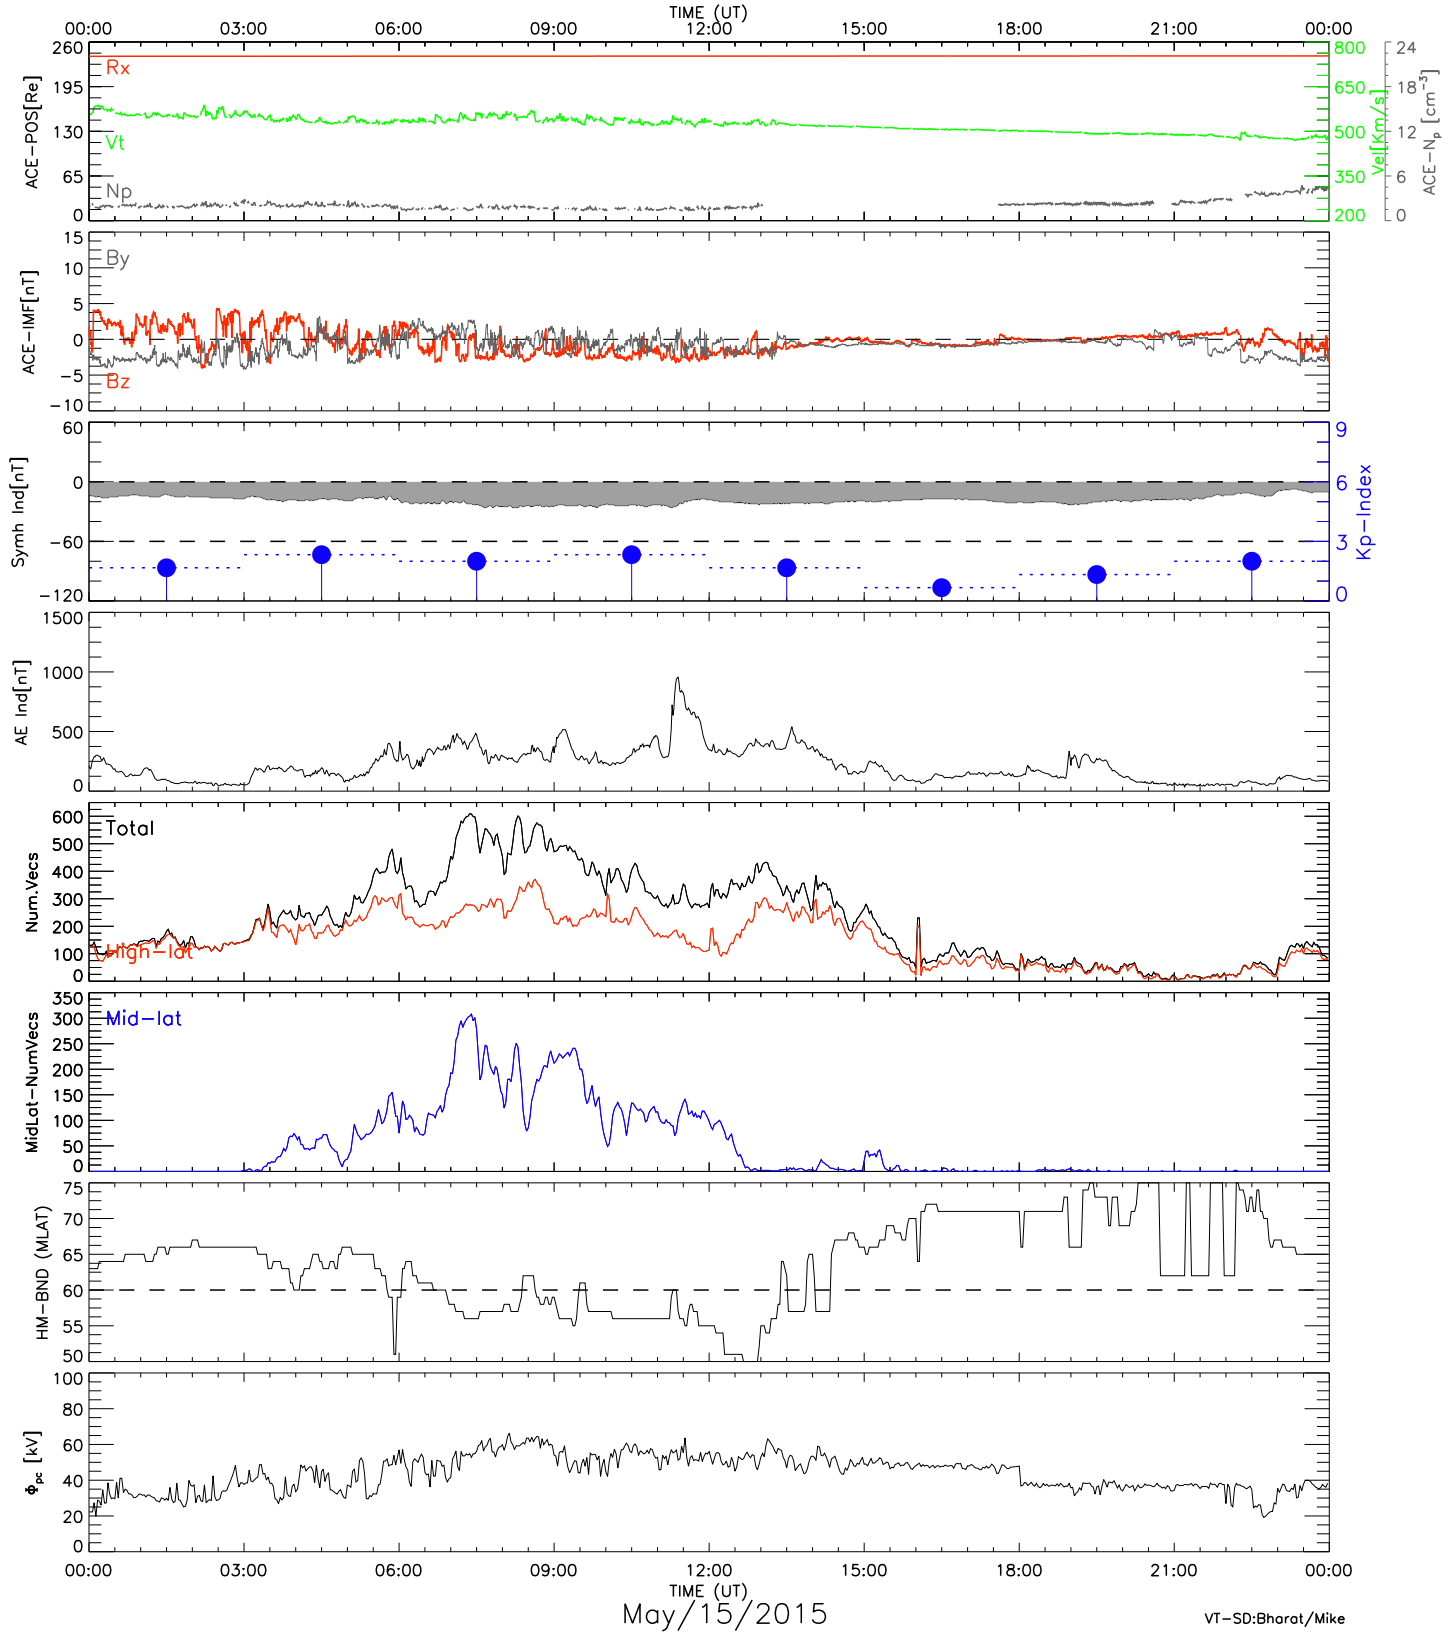 TIME (UT)
00:00 03:00 06:00 09:00 12:00 15:00 18:00 21:00 00:00
260 195 130 65 0
ACE-POS[Re]
Rx
Vt
Np
800 650 500 350 200
Vel[Km/s]
24 18 12 6 0
ACE-Np [cm-3]
15 10 5 0 -5 -10
ACE-IMF[nT]
By
Bz
60 0 -60 -120
Symh Ind[nT]
9 6 3 0
Kp-Index
1500 1000 500 0
AE Ind[nT]
600 500 400 300 200 100 0
Num.Vecs
Total
High-lat
350 300 250 200 150 100 50 0
MidLat-NumVecs
Mid-lat
75 70 65 60 55 50
HM-BND (MLAT)
100 80 60 40 20 0
Φpc [kV]
00:00 03:00 06:00 09:00 12:00 15:00 18:00 21:00 00:00
TIME (UT)
May/15/2015
VT-SD:Bharat/Mike